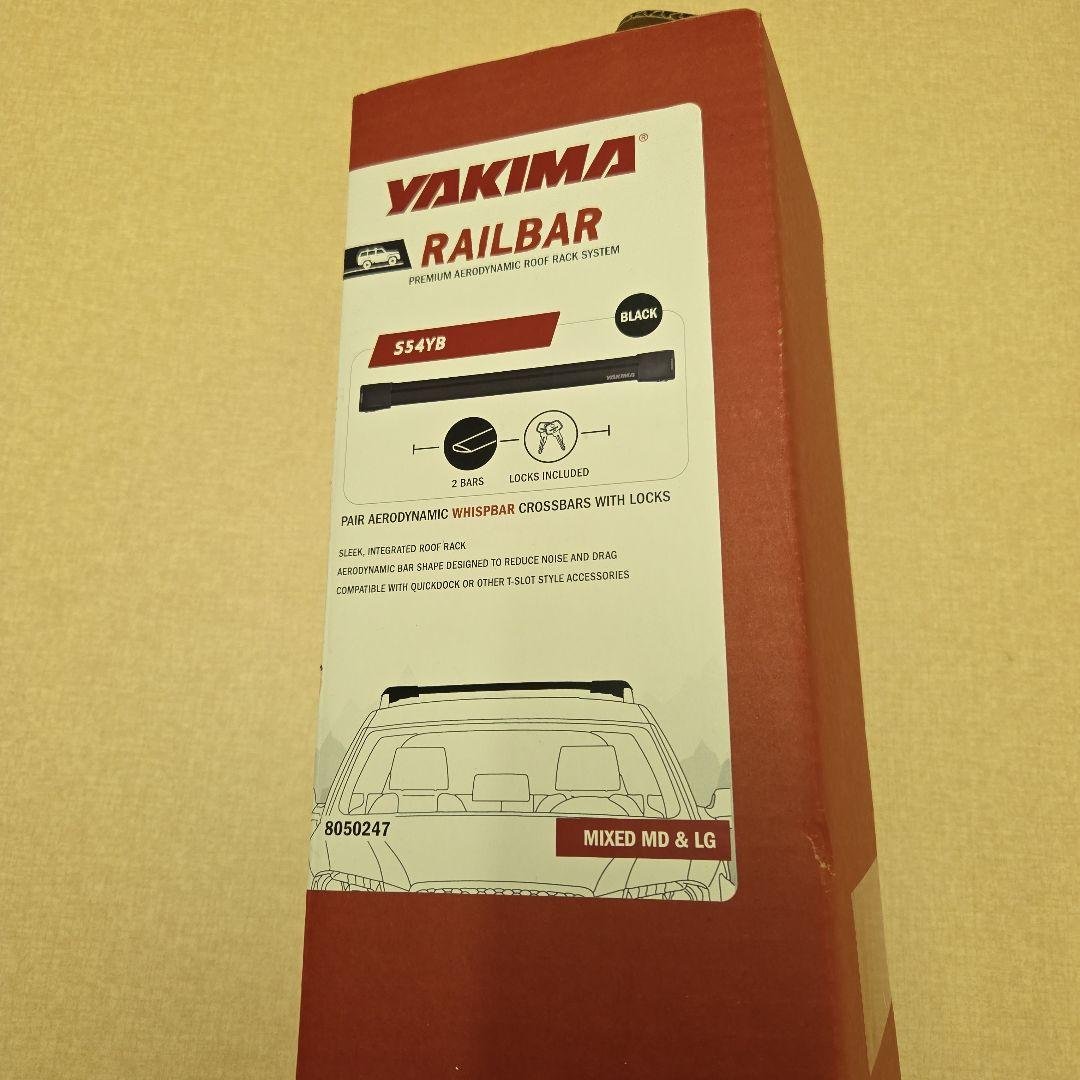 YAKIMA®
RAILBAR
PREMIUM AERODYNAMIC ROOF RACK SYSTEM
BLACK
S54YB
YAKIMA
2 BARS
LOCKS INCLUDED
PAIR AERODYNAMIC WHISPBAR CROSSBARS WITH LOCKS
SLEEK, INTEGRATED ROOF RACK
AERODYNAMIC BAR SHAPE DESIGNED TO REDUCE NOISE AND DRAG
COMPATIBLE WITH QUICKDOCK OR OTHER T-SLOT STYLE ACCESSORIES
8050247
MIXED MD & LG